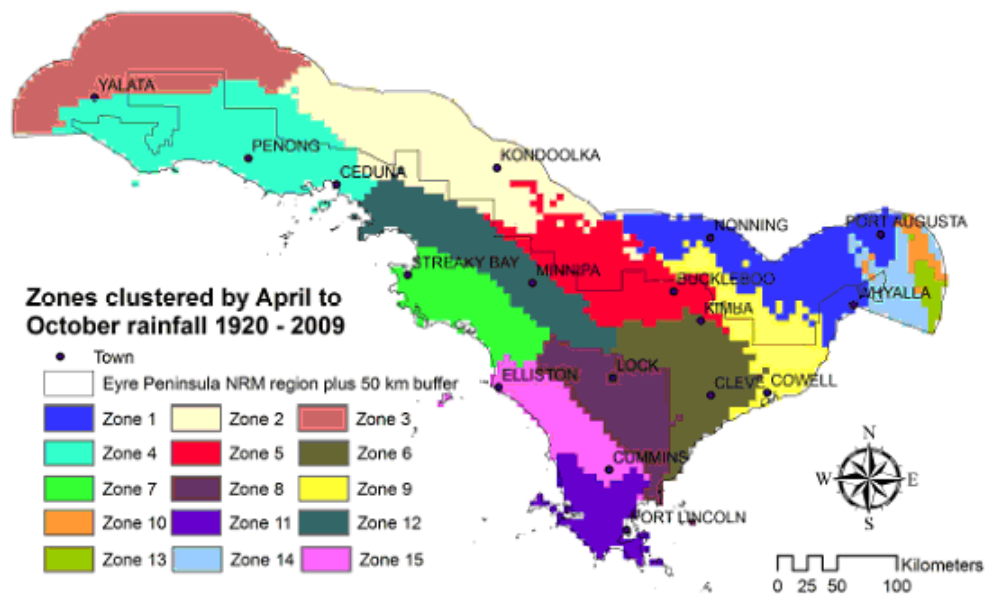 YALATA
PENONG
CEDUNA
KONDOOLKA
NONNING
PORT AUGUSTA
STREAKY BAY
MINNIPA
BUCKLEBOO
WHYALLA
KIMBA
ELLISTON
LOCK
CLEVE
COWELL
CUMMINS
PORT LINCOLN
Zones clustered by April to
October rainfall 1920 - 2009
Town
Eyre Peninsula NRM region plus 50 km buffer
Zone 1 Zone 2 Zone 3
Zone 4 Zone 5 Zone 6
Zone 7 Zone 8 Zone 9
Zone 10 Zone 11 Zone 12
Zone 13 Zone 14 Zone 15
N
W E
S
Kilometers
0 25 50 100